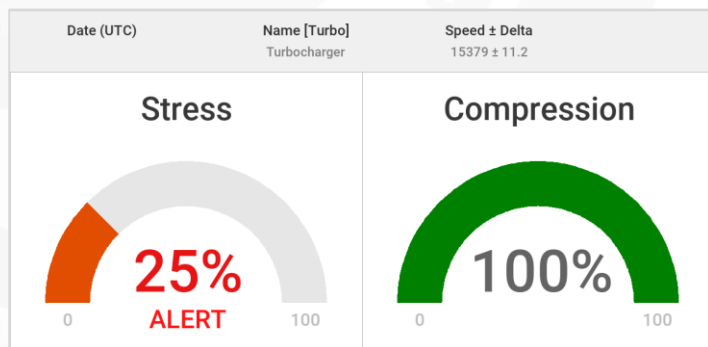 Date (UTC) Name [Turbo] Speed ± Delta
Turbocharger 15379 ± 11.2
Stress Compression
25% 100%
0 ALERT 100 0 100